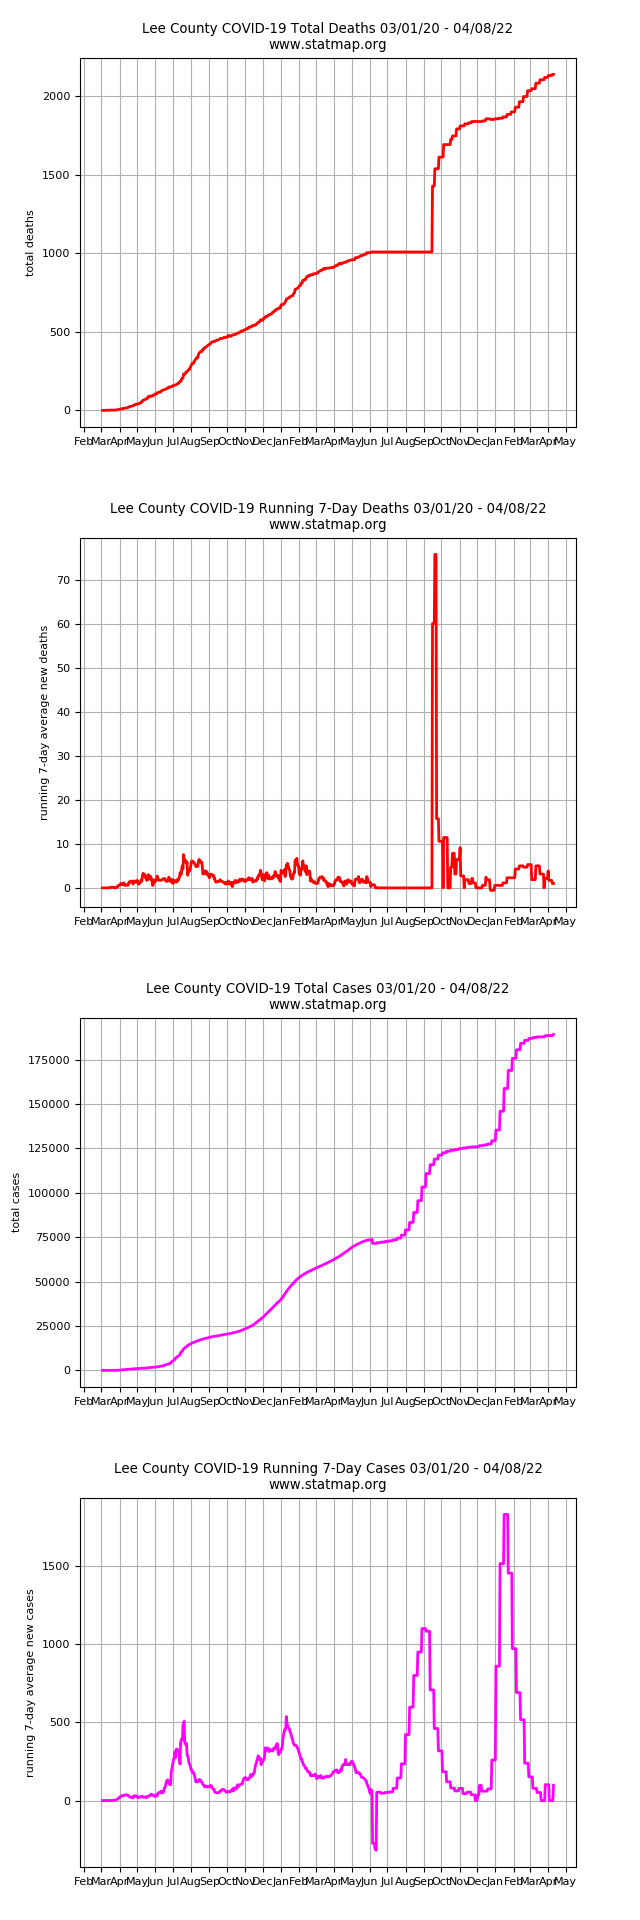 Lee County COVID-19 Total Deaths 03/01/20 - 04/08/22
www.statmap.org
2000
1500
1000
500
0
total deaths
Feb Mar Apr May Jun Jul Aug Sep Oct Nov Dec Jan Feb Mar Apr May Jun Jul Aug Sep Oct Nov Dec Jan Feb Mar Apr May
Lee County COVID-19 Running 7-Day Deaths 03/01/20 - 04/08/22
www.statmap.org
70
60
50
40
30
20
10
0
running 7-day average new deaths
Feb Mar Apr May Jun Jul Aug Sep Oct Nov Dec Jan Feb Mar Apr May Jun Jul Aug Sep Oct Nov Dec Jan Feb Mar Apr May
Lee County COVID-19 Total Cases 03/01/20 - 04/08/22
www.statmap.org
175000
150000
125000
100000
75000
50000
25000
0
total cases
Feb Mar Apr May Jun Jul Aug Sep Oct Nov Dec Jan Feb Mar Apr May Jun Jul Aug Sep Oct Nov Dec Jan Feb Mar Apr May
Lee County COVID-19 Running 7-Day Cases 03/01/20 - 04/08/22
www.statmap.org
1500
1000
500
0
running 7-day average new cases
Feb Mar Apr May Jun Jul Aug Sep Oct Nov Dec Jan Feb Mar Apr May Jun Jul Aug Sep Oct Nov Dec Jan Feb Mar Apr May